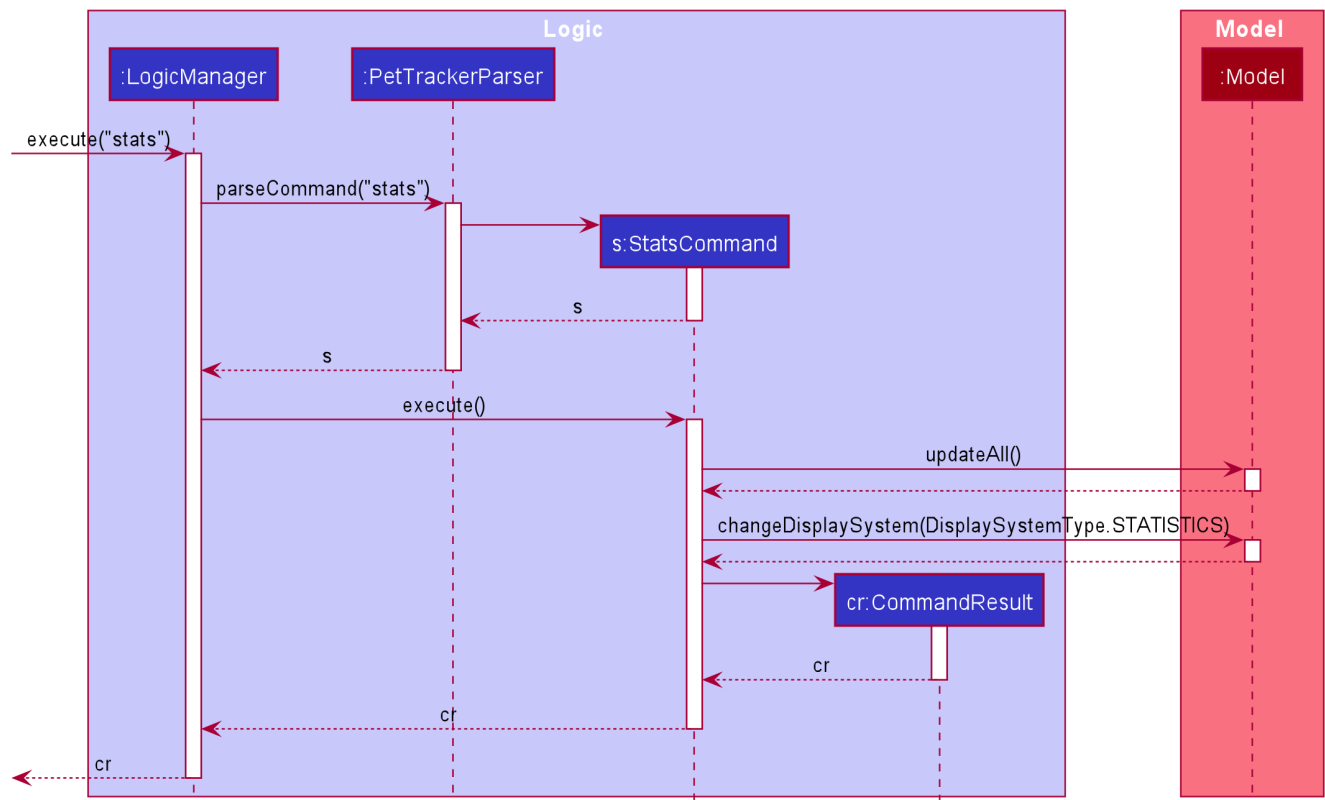 Logic
Model
:LogicManager
:PetTrackerParser
:Model
execute("stats")
parseCommand("stats")
s:StatsCommand
s
s
execute()
updateAll()
changeDisplaySystem(DisplaySystemType.STATISTICS)
cr:CommandResult
cr
cr
cr